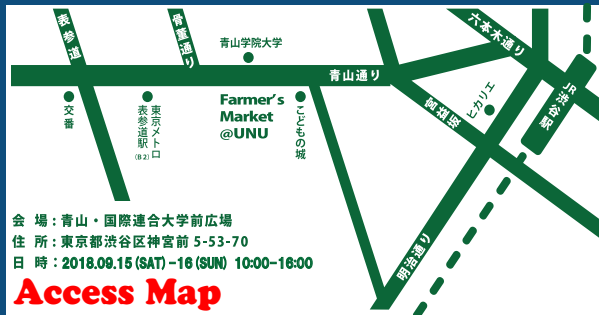 表参道
骨董通り
青山学院大学
六本木通り
青山通り
JR渋谷駅
交番
東京メトロ
表参道駅
(B2)
Farmer's
Market
@UNU
こどもの城
宮益坂
ヒカリエ
明治通り
会 場：青山・国際連合大学前広場
住 所：東京都渋谷区神宮前 5-53-70
日 時：2018.09.15(SAT)-16(SUN) 10:00-16:00
Access Map